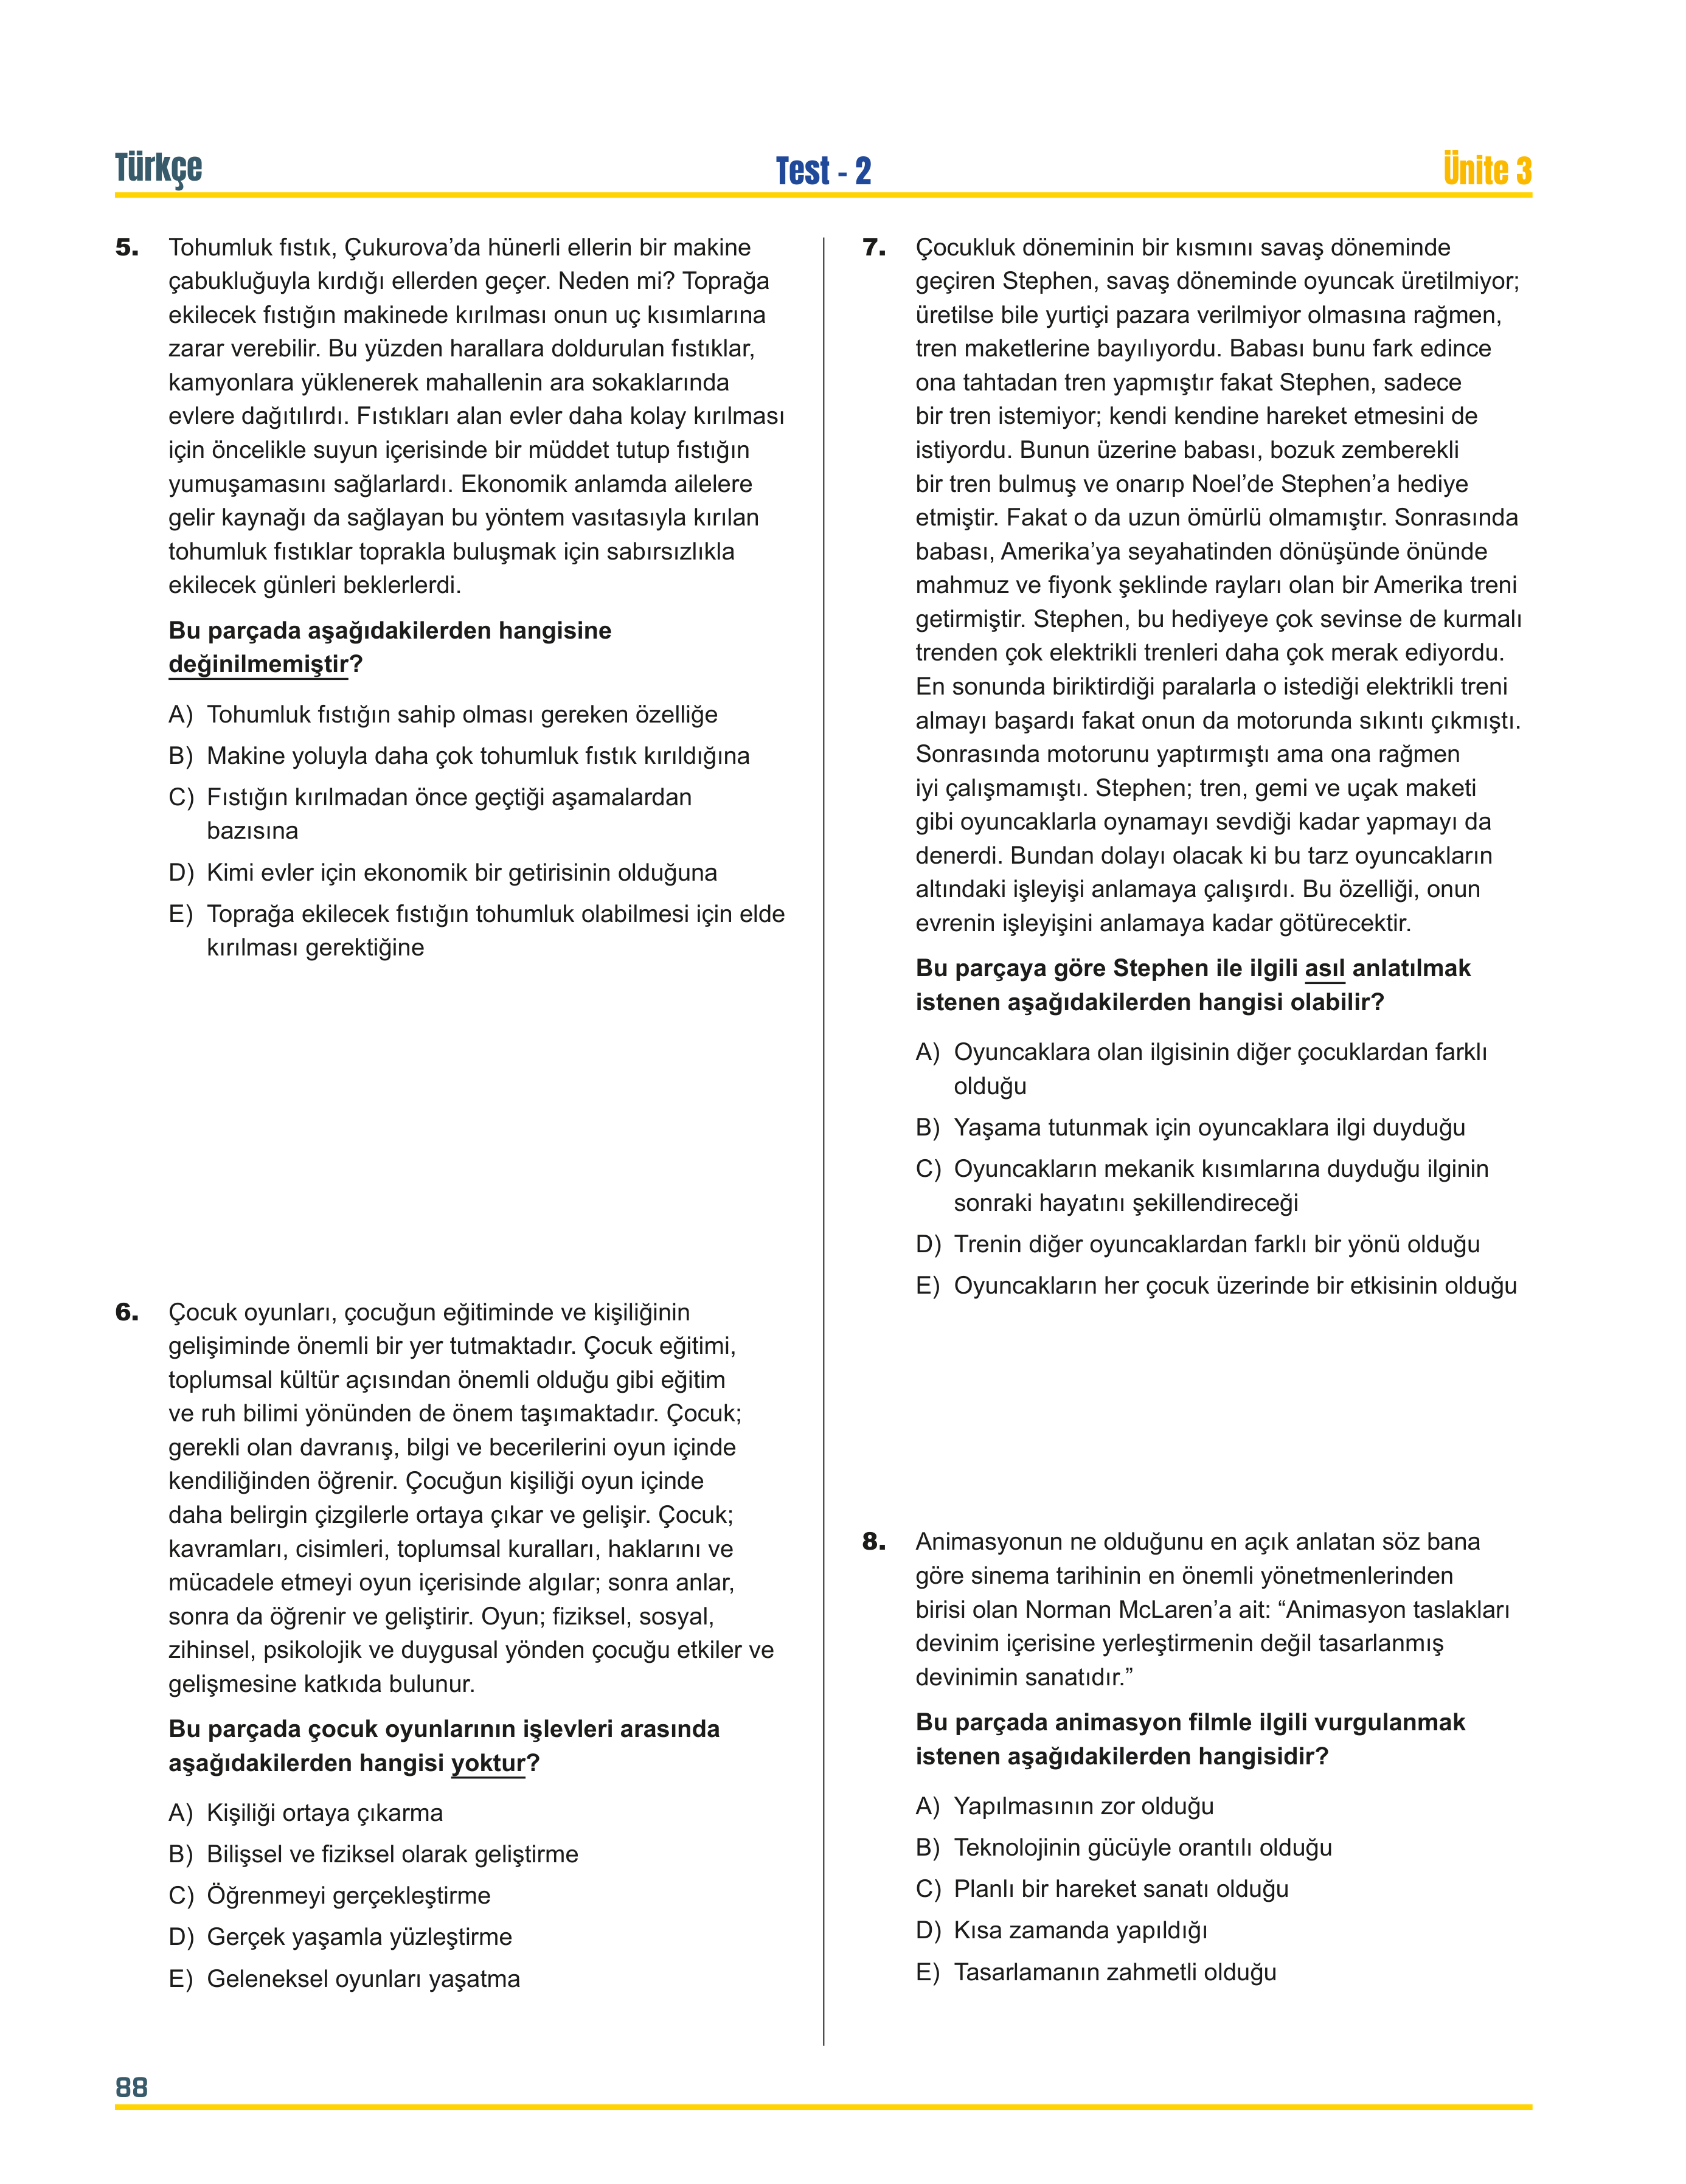 Türkçe
Test - 2
Ünite 3
5. Tohumluk fıstık, Çukurova’da hünerli ellerin bir makine
çabukluğuyla kırdığı ellerden geçer. Neden mi? Toprağa
ekilecek fıstığın makinede kırılması onun uç kısımlarına
zarar verebilir. Bu yüzden harallara doldurulan fıstıklar,
kamyonlara yüklenerek mahallenin ara sokaklarında
evlere dağıtılırdı. Fıstıkları alan evler daha kolay kırılması
için öncelikle suyun içerisinde bir müddet tutup fıstığın
yumuşamasını sağlarlardı. Ekonomik anlamda ailelere
gelir kaynağı da sağlayan bu yöntem vasıtasıyla kırılan
tohumluk fıstıklar toprakla buluşmak için sabırsızlıkla
ekilecek günleri beklerlerdi.
Bu parçada aşağıdakilerden hangisine
değinilmemiştir?
A) Tohumluk fıstığın sahip olması gereken özelliğe
B) Makine yoluyla daha çok tohumluk fıstık kırıldığına
C) Fıstığın kırılmadan önce geçtiği aşamalardan
bazısına
D) Kimi evler için ekonomik bir getirisinin olduğuna
E) Toprağa ekilecek fıstığın tohumluk olabilmesi için elde
kırılması gerektiğine
6. Çocuk oyunları, çocuğun eğitiminde ve kişiliğinin
gelişiminde önemli bir yer tutmaktadır. Çocuk eğitimi,
toplumsal kültür açısından önemli olduğu gibi eğitim
ve ruh bilimi yönünden de önem taşımaktadır. Çocuk;
gerekli olan davranış, bilgi ve becerilerini oyun içinde
kendiliğinden öğrenir. Çocuğun kişiliği oyun içinde
daha belirgin çizgilerle ortaya çıkar ve gelişir. Çocuk;
kavramları, cisimleri, toplumsal kuralları, haklarını ve
mücadele etmeyi oyun içerisinde algılar; sonra anlar,
sonra da öğrenir ve geliştirir. Oyun; fiziksel, sosyal,
zihinsel, psikolojik ve duygusal yönden çocuğu etkiler ve
gelişmesine katkıda bulunur.
Bu parçada çocuk oyunlarının işlevleri arasında
aşağıdakilerden hangisi yoktur?
A) Kişiliği ortaya çıkarma
B) Bilişsel ve fiziksel olarak geliştirme
C) Öğrenmeyi gerçekleştirme
D) Gerçek yaşamla yüzleştirme
E) Geleneksel oyunları yaşatma
7. Çocukluk döneminin bir kısmını savaş döneminde
geçiren Stephen, savaş döneminde oyuncak üretilmiyor;
üretilse bile yurtiçi pazara verilmiyor olmasına rağmen,
tren maketlerine bayılıyordu. Babası bunu fark edince
ona tahtadan tren yapmıştır fakat Stephen, sadece
bir tren istemiyor; kendi kendine hareket etmesini de
istiyordu. Bunun üzerine babası, bozuk zemberekli
bir tren bulmuş ve onarıp Noel’de Stephen’a hediye
etmiştir. Fakat o da uzun ömürlü olmamıştır. Sonrasında
babası, Amerika’ya seyahatinden dönüşünde önünde
mahmuz ve fiyonk şeklinde rayları olan bir Amerika treni
getirmiştir. Stephen, bu hediyeye çok sevinse de kurmalı
trenden çok elektrikli trenleri daha çok merak ediyordu.
En sonunda biriktirdiği paralarla o istediği elektrikli treni
almayı başardı fakat onun da motorunda sıkıntı çıkmıştı.
Sonrasında motorunu yaptırmıştı ama ona rağmen
iyi çalışmamıştı. Stephen; tren, gemi ve uçak maketi
gibi oyuncaklarla oynamayı sevdiği kadar yapmayı da
denerdi. Bundan dolayı olacak ki bu tarz oyuncakların
altındaki işleyişi anlamaya çalışırdı. Bu özelliği, onun
evrenin işleyişini anlamaya kadar götürecektir.
Bu parçaya göre Stephen ile ilgili asıl anlatılmak
istenen aşağıdakilerden hangisi olabilir?
A) Oyuncaklara olan ilgisinin diğer çocuklardan farklı
olduğu
B) Yaşama tutunmak için oyuncaklara ilgi duyduğu
C) Oyuncakların mekanik kısımlarına duyduğu ilginin
sonraki hayatını şekillendireceği
D) Trenin diğer oyuncaklardan farklı bir yönü olduğu
E) Oyuncakların her çocuk üzerinde bir etkisinin olduğu
8. Animasyonun ne olduğunu en açık anlatan söz bana
göre sinema tarihinin en önemli yönetmenlerinden
birisi olan Norman McLaren’a ait: “Animasyon taslakları
devinim içerisine yerleştirmenin değil tasarlanmış
devinimin sanatıdır.”
Bu parçada animasyon filmle ilgili vurgulanmak
istenen aşağıdakilerden hangisidir?
A) Yapılmasının zor olduğu
B) Teknolojinin gücüyle orantılı olduğu
C) Planlı bir hareket sanatı olduğu
D) Kısa zamanda yapıldığı
E) Tasarlamanın zahmetli olduğu
88